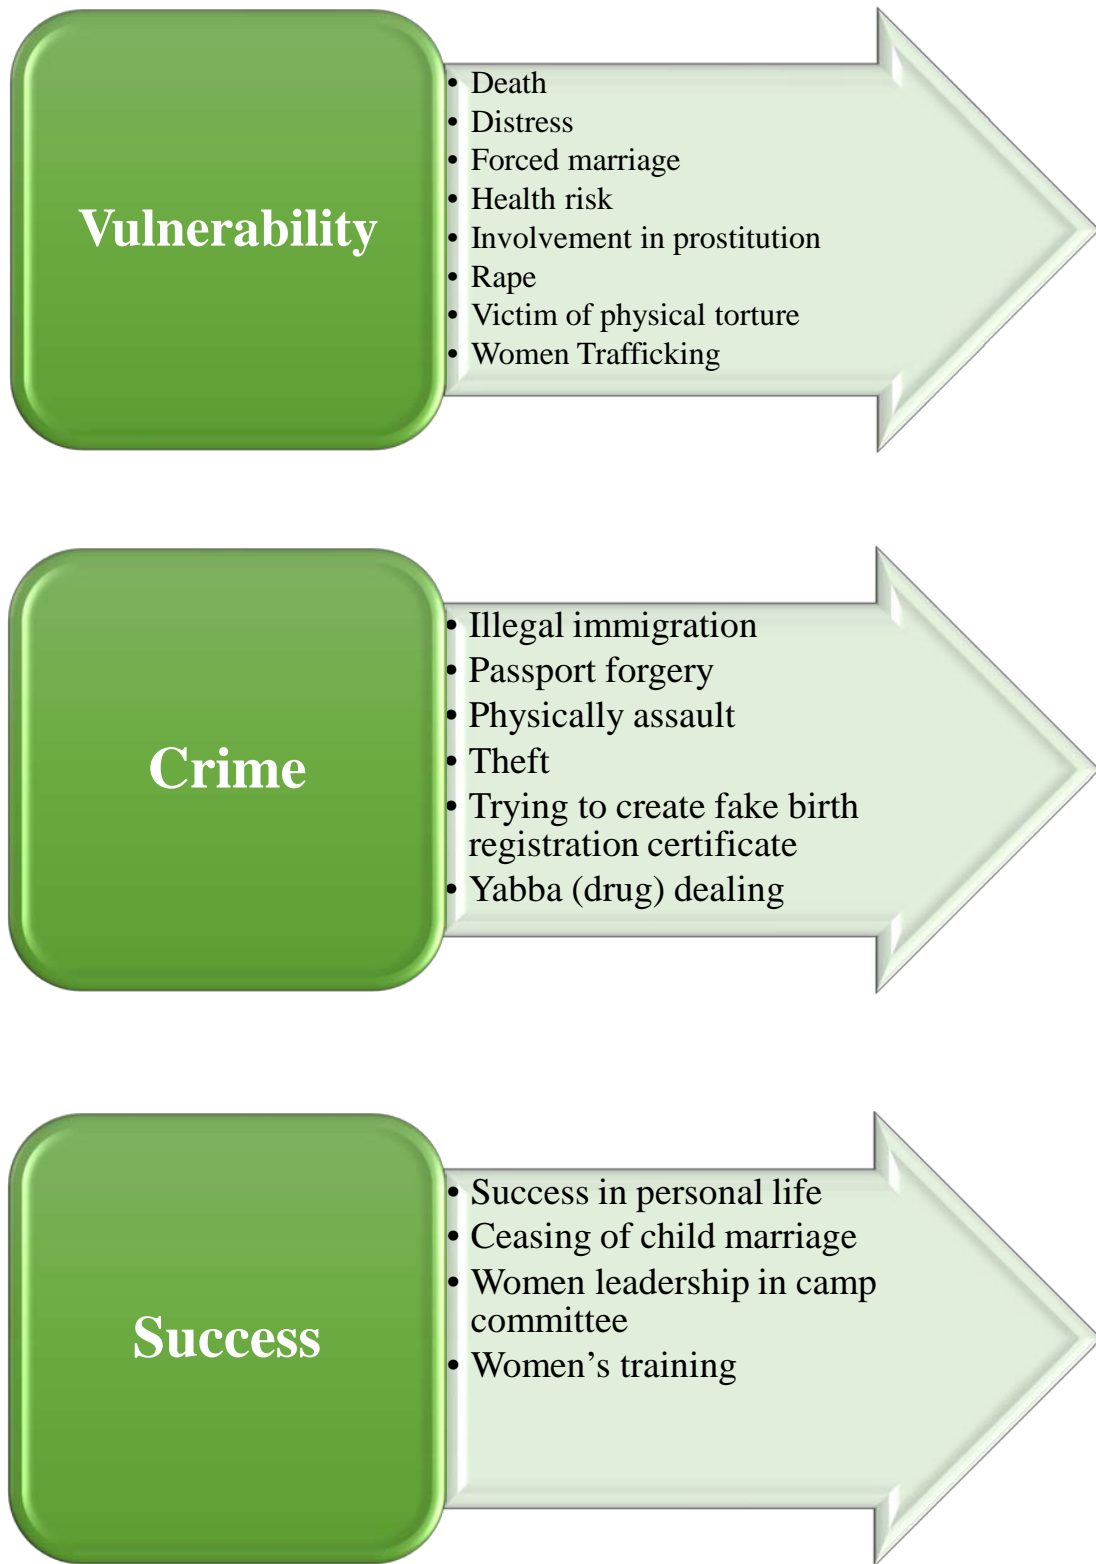 Vulnerability
• Death
• Distress
• Forced marriage
• Health risk
• Involvement in prostitution
• Rape
• Victim of physical torture
• Women Trafficking
Crime
• Illegal immigration
• Passport forgery
• Physically assault
• Theft
• Trying to create fake birth
registration certificate
• Yabba (drug) dealing
Success
• Success in personal life
• Ceasing of child marriage
• Women leadership in camp
committee
• Women’s training